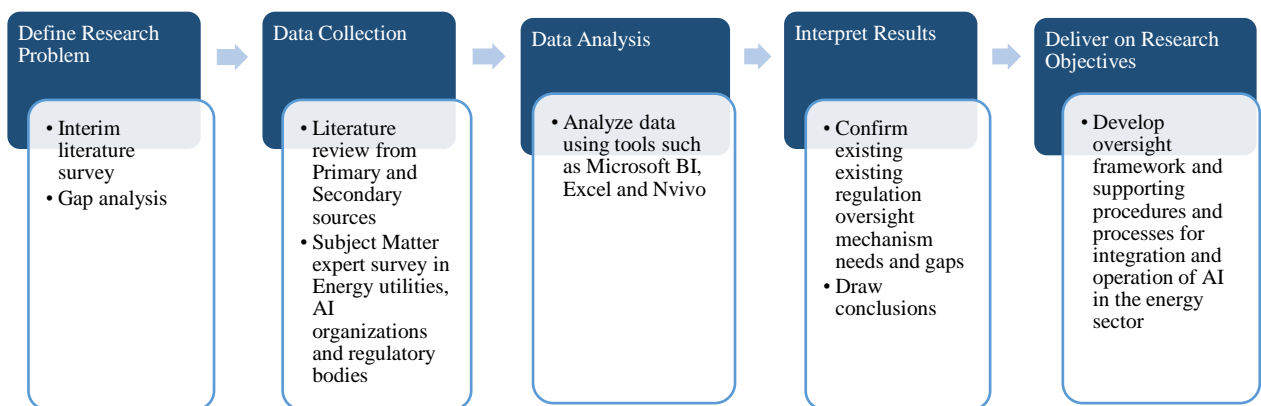 Define Research
Problem
• Interim
literature
survey
• Gap analysis
Data Collection
• Literature
review from
Primary and
Secondary
sources
• Subject Matter
expert survey in
Energy utilities,
AI
organizations
and regulatory
bodies
Data Analysis
• Analyze data
using tools such
as Microsoft BI,
Excel and Nvivo
Interpret Results
• Confirm
existing
existing
regulation
oversight
mechanism
needs and gaps
• Draw
conclusions
Deliver on Research
Objectives
• Develop
oversight
framework and
supporting
procedures and
processes for
integration and
operation of AI
in the energy
sector